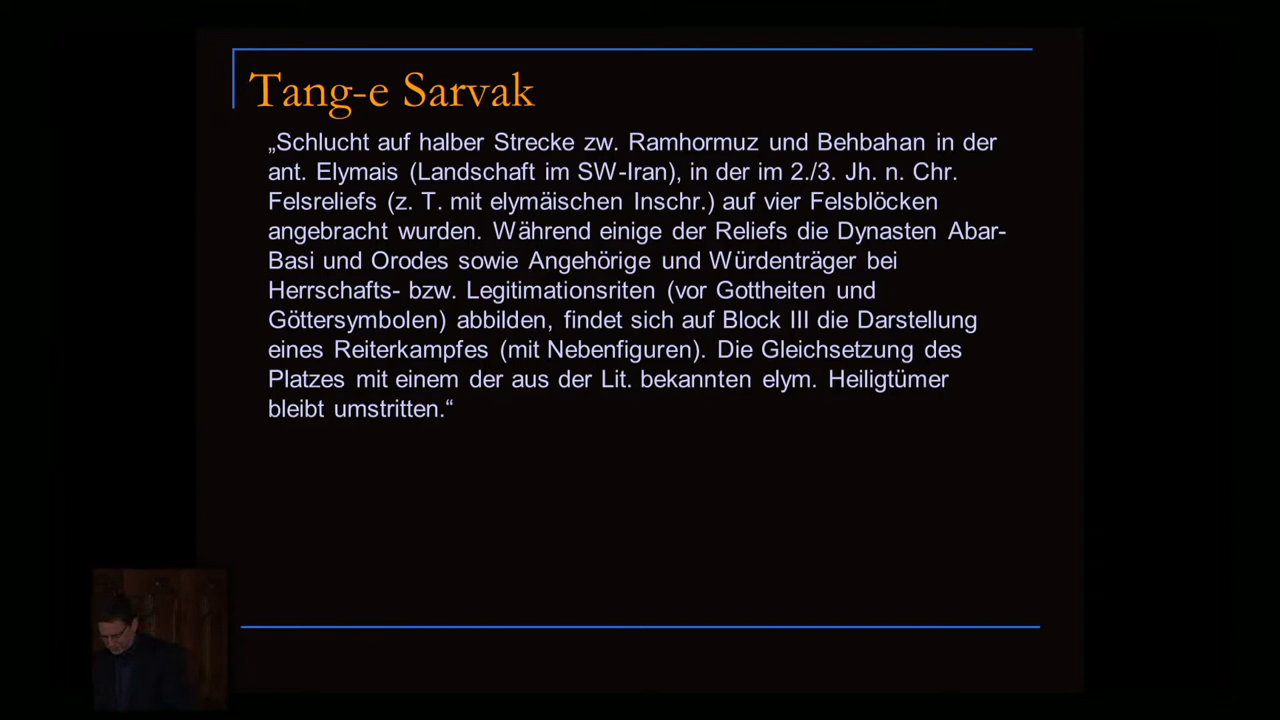 Tang-e Sarvak
„Schlucht auf halber Strecke zw. Ramhormuz und Behbahan in der
ant. Elymais (Landschaft im SW-Iran), in der im 2./3. Jh. n. Chr.
Felsreliefs (z. T. mit elymäischen Inschr.) auf vier Felsblöcken
angebracht wurden. Während einige der Reliefs die Dynasten Abar-
Basi und Orodes sowie Angehörige und Würdenträger bei
Herrschafts- bzw. Legitimationsriten (vor Gottheiten und
Göttersymbolen) abbilden, findet sich auf Block III die Darstellung
eines Reiterkampfes (mit Nebenfiguren). Die Gleichsetzung des
Platzes mit einem der aus der Lit. bekannten elym. Heiligtümer
bleibt umstritten.“